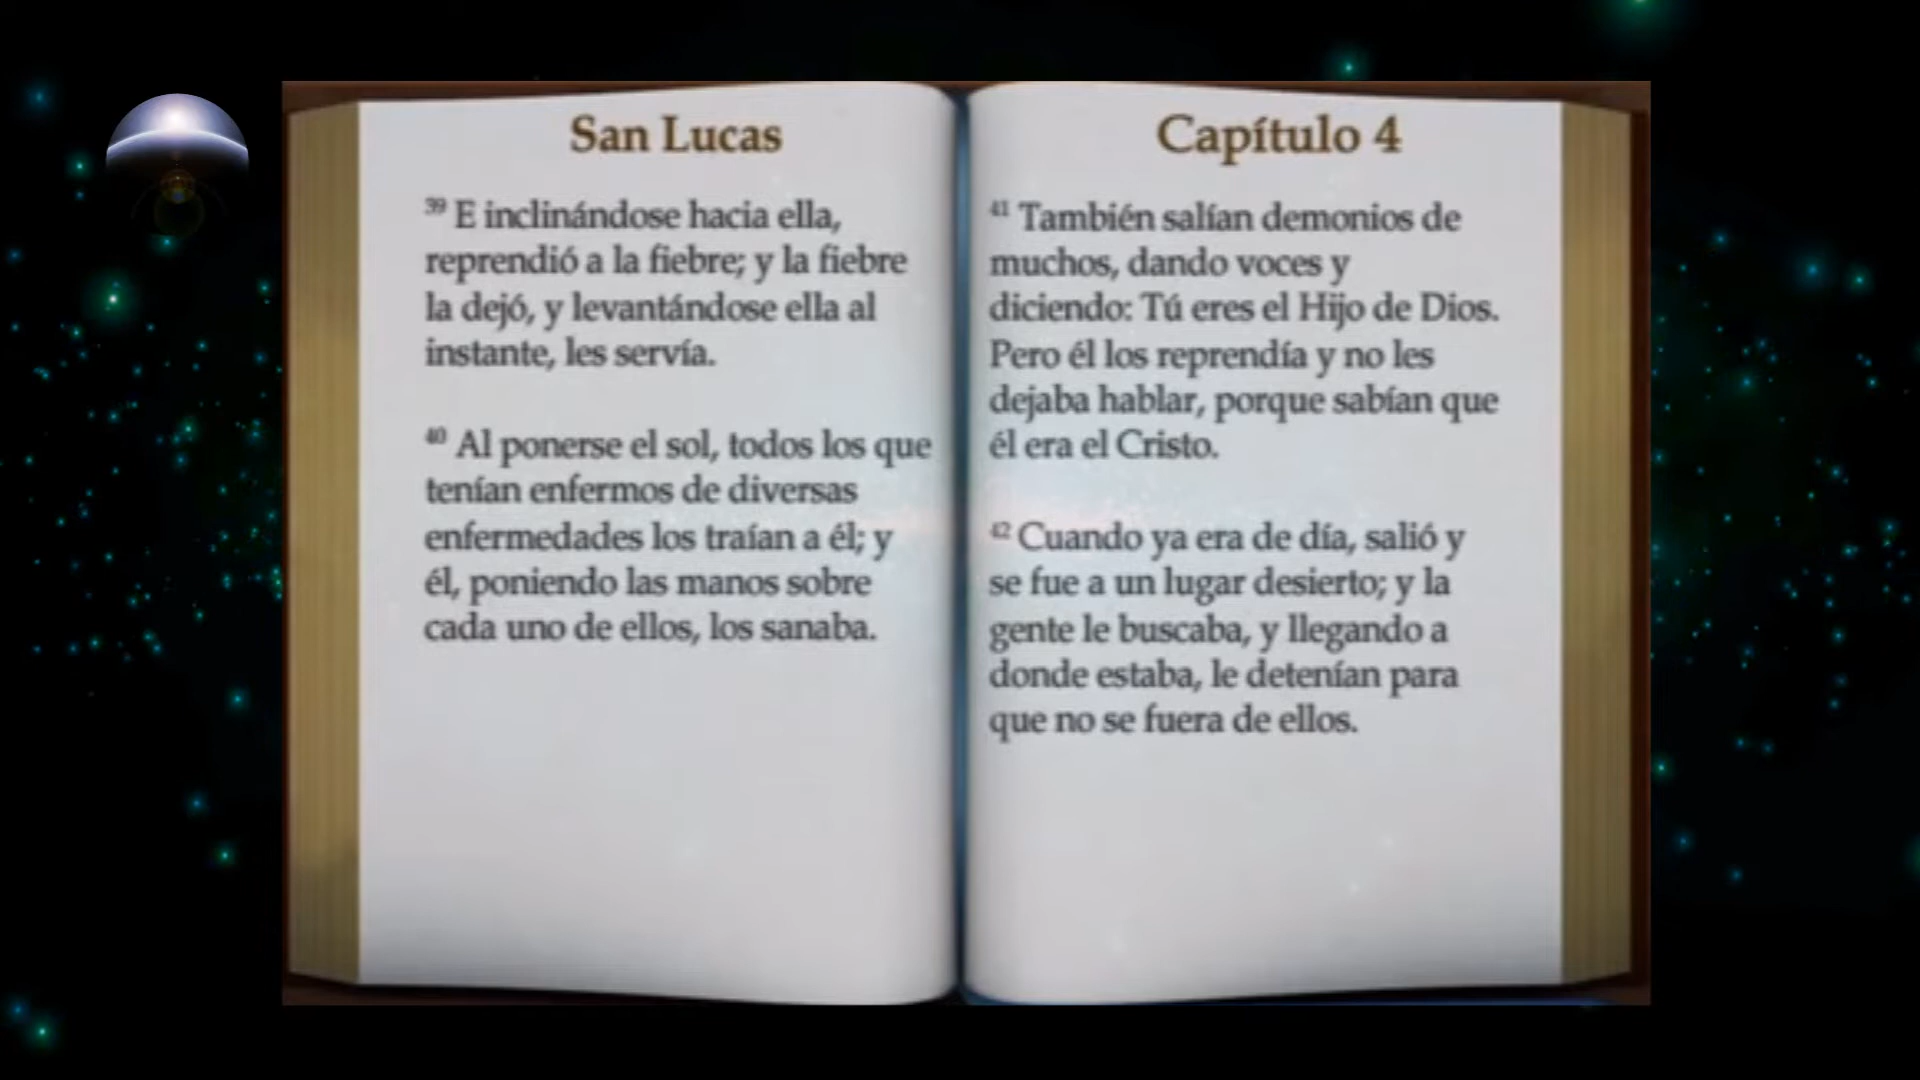 San Lucas
39 E inclinándose hacia ella,
reprendió a la fiebre; y la fiebre
la dejó, y levantándose ella al
instante, les servía.
40 Al ponerse el sol, todos los que
tenían enfermos de diversas
enfermedades los traían a él; y
él, poniendo las manos sobre
cada uno de ellos, los sanaba.
Capítulo 4
41 También salían demonios de
muchos, dando voces y
diciendo: Tú eres el Hijo de Dios.
Pero él los reprendía y no les
dejaba hablar, porque sabían que
él era el Cristo.
42 Cuando ya era de día, salió y
se fue a un lugar desierto; y la
gente le buscaba, y llegando a
donde estaba, le detenían para
que no se fuera de ellos.